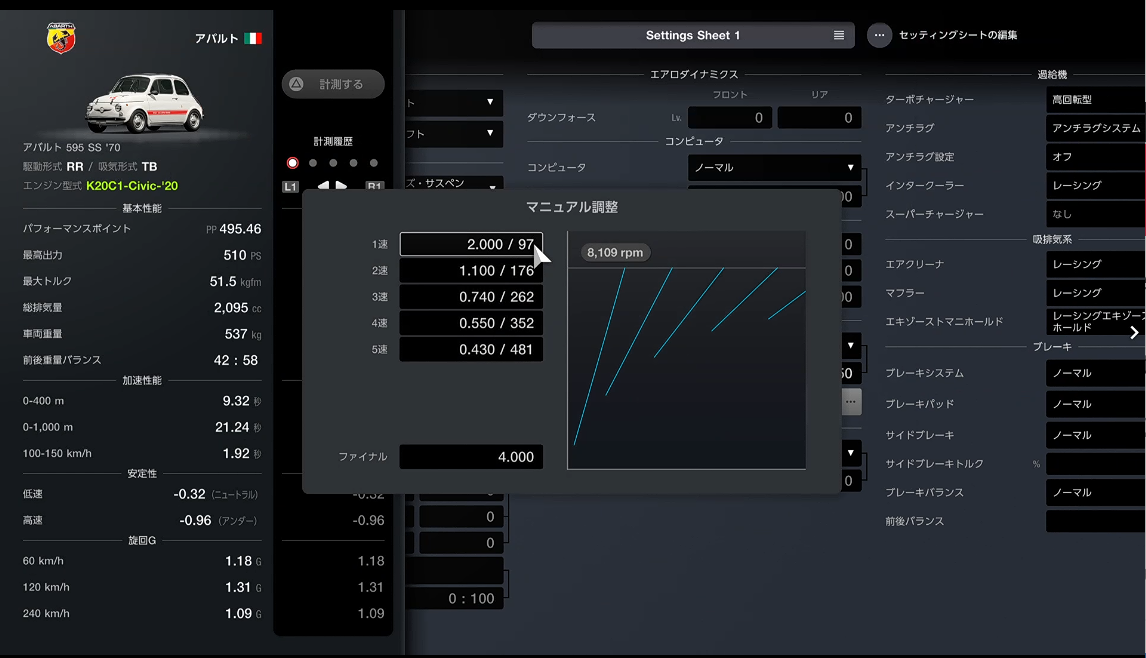 ABARTH
アバルト
Settings Sheet 1
セッティングシートの編集
アバルト 595 SS '70
駆動形式 RR / 吸気形式 TB
エンジン型式 K20C1-Civic-'20
基本性能
パフォーマンスポイント PP 495.46
最高出力 510 PS
最大トルク 51.5 kgfm
総排気量 2,095 cc
車両重量 537 kg
前後重量バランス 42 : 58
加速性能
0-400 m 9.32 秒
0-1,000 m 21.24 秒
100-150 km/h 1.92 秒
安定性
低速 -0.32 (ニュートラル)
高速 -0.96 (アンダー)
旋回G
60 km/h 1.18 G
120 km/h 1.31 G
240 km/h 1.09 G
計測する
計測履歴
L1 R1
-0.32
-0.96
1.18
1.31
1.09
ト
フト
ズ・サスペン
0
0
0
0 : 100
エアロダイナミクス
フロント リア
ダウンフォース Lv. 0 0
コンピュータ
コンピュータ ノーマル
00
0
0
00
50
0
マニュアル調整
1速 2.000 / 97
2速 1.100 / 176
3速 0.740 / 262
4速 0.550 / 352
5速 0.430 / 481
ファイナル 4.000
8,109 rpm
過給機
ターボチャージャー 高回転型
アンチラグ アンチラグシステム
アンチラグ設定 オフ
インタークーラー レーシング
スーパーチャージャー なし
吸排気系
エアクリーナ レーシング
マフラー レーシング
エキゾーストマニホールド レーシングエキゾー
ホールド
ブレーキ
ブレーキシステム ノーマル
ブレーキパッド ノーマル
サイドブレーキ ノーマル
サイドブレーキトルク %
ブレーキバランス ノーマル
前後バランス